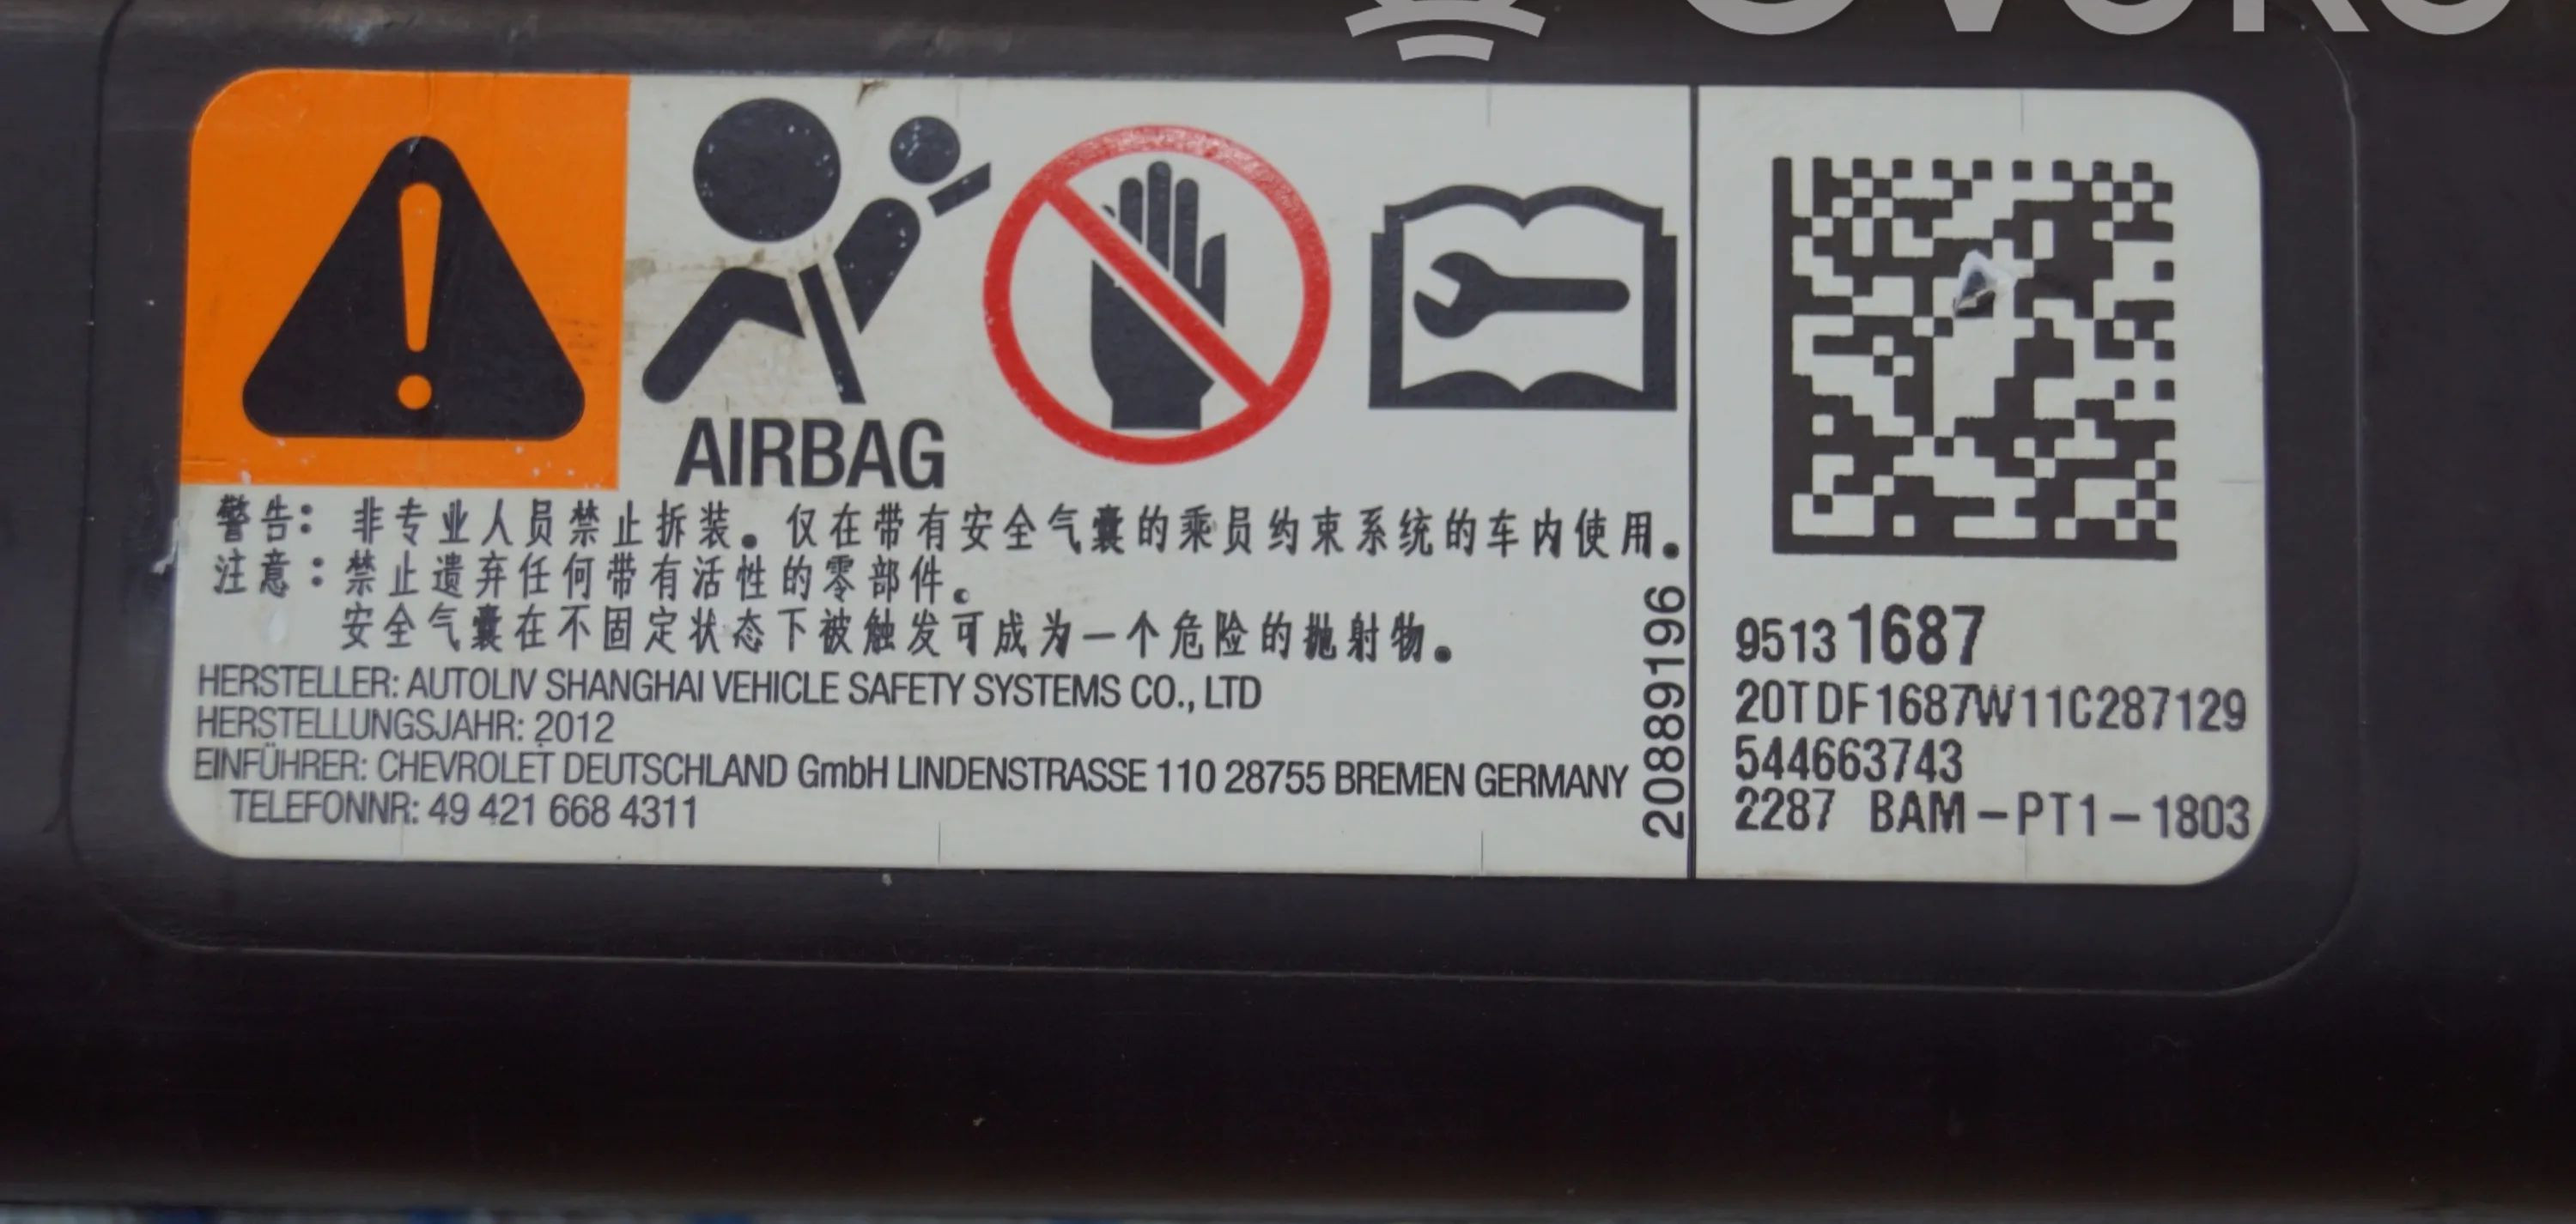 AIRBAG
警告：非专业人员禁止拆装。仅在带有安全气囊的乘员约束系统的车内使用。
注意：禁止遗弃任何带有活性的零部件。
安全气囊在不固定状态下被触发可成为一个危险的抛射物。
HERSTELLER: AUTOLIV SHANGHAI VEHICLE SAFETY SYSTEMS CO., LTD
HERSTELLUNGSJAHR: 2012
EINFÜHRER: CHEVROLET DEUTSCHLAND GmbH LINDENSTRASSE 110 28755 BREMEN GERMANY
TELEFONNR: 49 421 668 4311
20889196
9513 1687
20TDF1687W11C287129
544663743
2287 BAM-PT1-1803